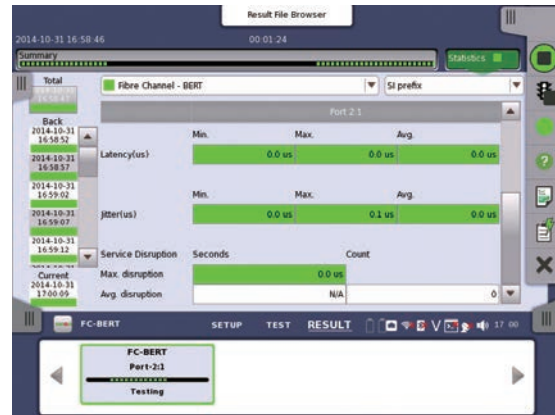 Result File Browser
2014-10-31 16:58:46 00:01:24
Summary Statistics
Total Fibre Channel - BERT SI prefix
16:58:47
Back Port 2:1
2014-10-31
16:58:52
Min. Max. Avg.
2014-10-31
16:58:57
Latency(us) 0.0 us 0.0 us 0.0 us
2014-10-31
16:59:02
Min. Max. Avg.
2014-10-31
16:59:07
Jitter(us) 0.0 us 0.1 us 0.0 us
2014-10-31
16:59:12
Service Disruption Seconds Count
Current Max. disruption 0.0 us
2014-10-31
17:00:09
Avg. disruption N/A 0
FC-BERT SETUP TEST RESULT 17 00
FC-BERT
Port-2:1
Testing